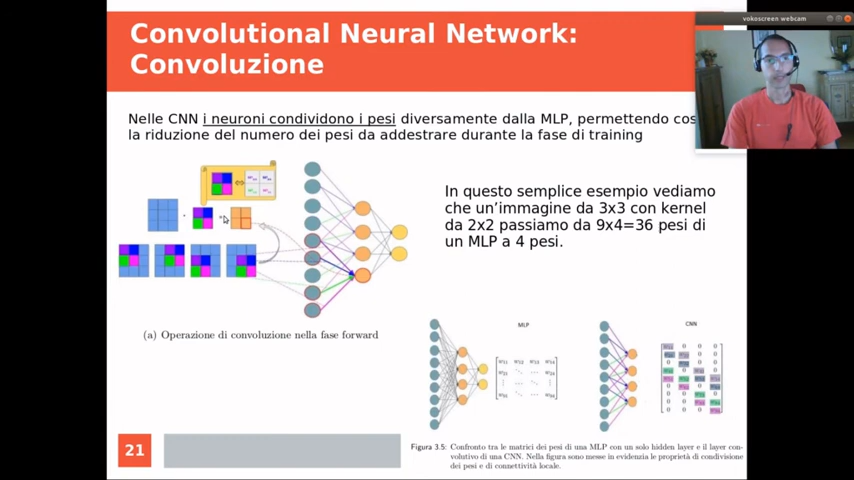 vokoscreen webcam
Convolutional Neural Network:
Convoluzione
Nelle CNN i neuroni condividono i pesi diversamente dalla MLP, permettendo cos
la riduzione del numero dei pesi da addestrare durante la fase di training
In questo semplice esempio vediamo
che un'immagine da 3x3 con kernel
da 2x2 passiamo da 9x4=36 pesi di
un MLP a 4 pesi.
(a) Operazione di convoluzione nella fase forward
MLP
CNN
21
Figura 3.5: Confronto tra le matrici dei pesi di una MLP con un solo hidden layer e il layer con-
volutivo di una CNN. Nella figura sono messe in evidenzia le proprietà di condivisione
dei pesi e di connettività locale.